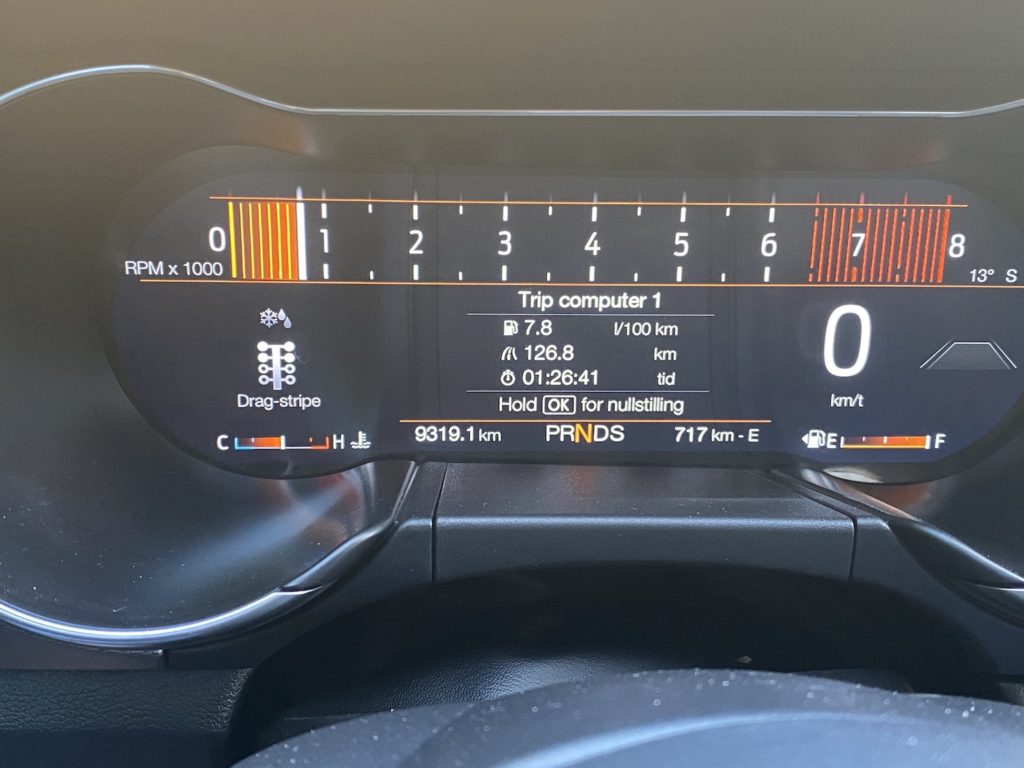 0 1 2 3 4 5 6 7 8
RPM x 1000
13° S
Trip computer 1
7.8 l/100 km
126.8 km
01:26:41 tid
Hold OK for nullstilling
Drag-stripe
0
km/t
C H
9319.1 km PRNDS 717 km - E
E F